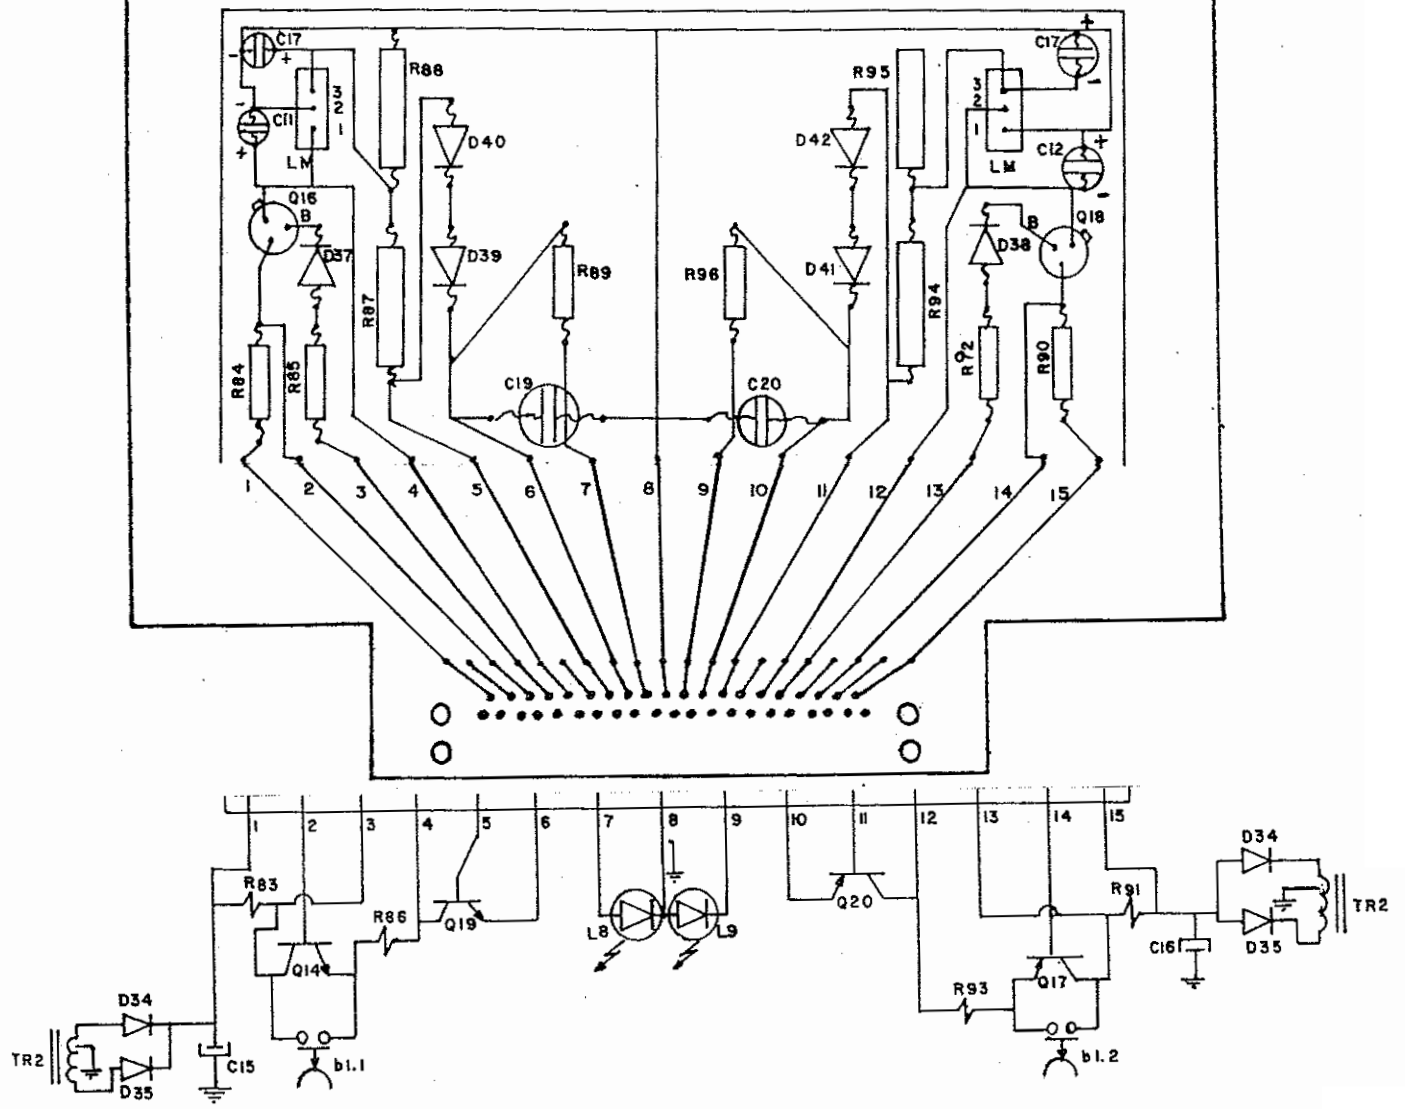 C17
R88
R95
C17
3
2
1
C11
LM
D40
D42
3
2
1
LM
C12
Q16
B
D37
D39
R89
R96
D41
R87
R94
D38
B
Q18
R84
R85
C19
C20
R92
R90
1 2 3 4 5 6 7 8 9 10 11 12 13 14 15
1 2 3 4 5 6 7 8 9 10 11 12 13 14 15
R83
R86
Q19
Q14
L8
L9
Q20
R91
Q17
R93
C16
D34
D35
TR2
D34
TR2
D35
C15
b1.1
b1.2